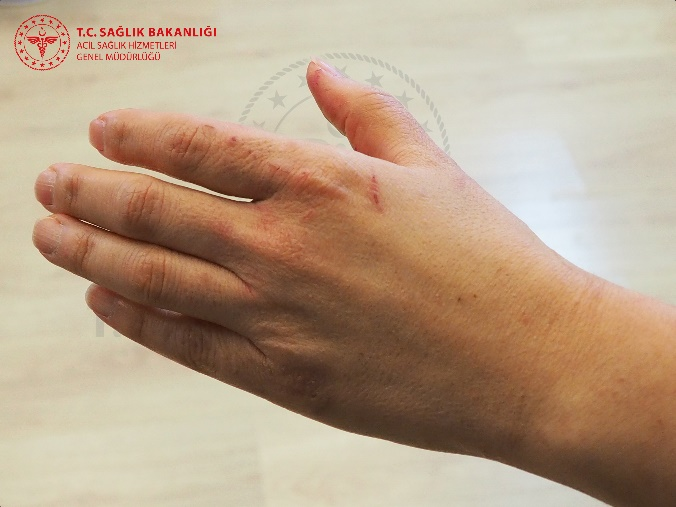 T.C. SAĞLIK BAKANLIĞI
ACİL SAĞLIK HİZMETLERİ
GENEL MÜDÜRLÜĞÜ